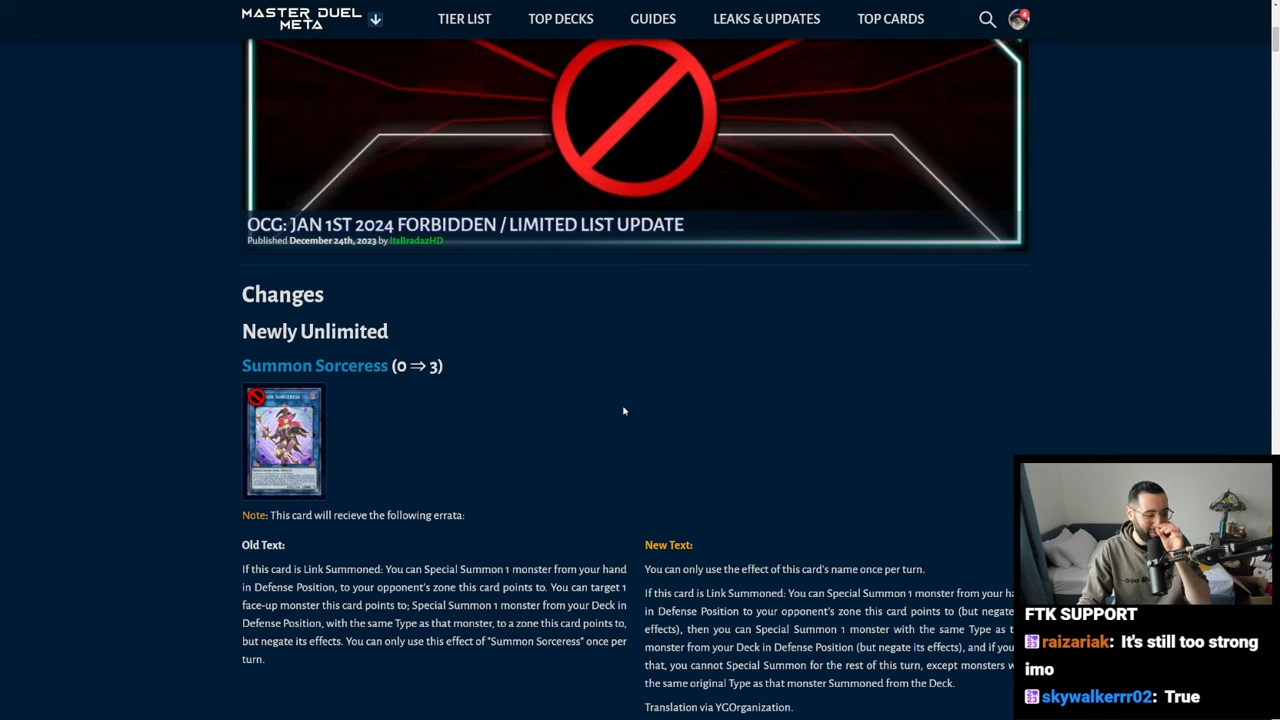 MASTER DUEL
META
TIER LIST
TOP DECKS
GUIDES
LEAKS & UPDATES
TOP CARDS
4
OCG: JAN 1ST 2024 FORBIDDEN / LIMITED LIST UPDATE
Published December 24th, 2023 by ItsBradazHD
Changes
Newly Unlimited
Summon Sorceress (0 ⇒ 3)
Note: This card will recieve the following errata:
Old Text:
If this card is Link Summoned: You can Special Summon 1 monster from your hand
in Defense Position, to your opponent's zone this card points to. You can target 1
face-up monster this card points to; Special Summon 1 monster from your Deck in
Defense Position, with the same Type as that monster, to a zone this card points to,
but negate its effects. You can only use this effect of "Summon Sorceress" once per
turn.
New Text:
You can only use the effect of this card's name once per turn.
If this card is Link Summoned: You can Special Summon 1 monster from your ha
in Defense Position to your opponent's zone this card points to (but negate
effects), then you can Special Summon 1 monster with the same Type as t
monster from your Deck in Defense Position (but negate its effects), and if you
that, you cannot Special Summon for the rest of this turn, except monsters w
the same original Type as that monster Summoned from the Deck.
Translation via YGOrganization.
FTK SUPPORT
raizariak: It's still too strong
imo
skywalkerrr02: True